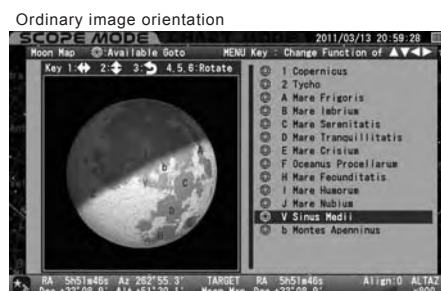 Ordinary image orientation
SCOPE MODE 2011/03/13 20:59:28
Moon Map :Available Goto MENU Key : Change Function of ▲▼◀▶
Key 1: 2: 3: 4,5,6:Rotate
1 Copernicus
2 Tycho
A Mare Frigoris
B Mare Imbrium
C Mare Serenitatis
D Mare Tranquillitatis
E Mare Crisium
F Oceanus Procellarum
H Mare Fecunditatis
I Mare Humorum
J Mare Nubium
V Sinus Medii
b Montes Apenninus
RA 5h51m46s Az 262°55.3' TARGET RA 5h51m46s Align:0 ALTAZ